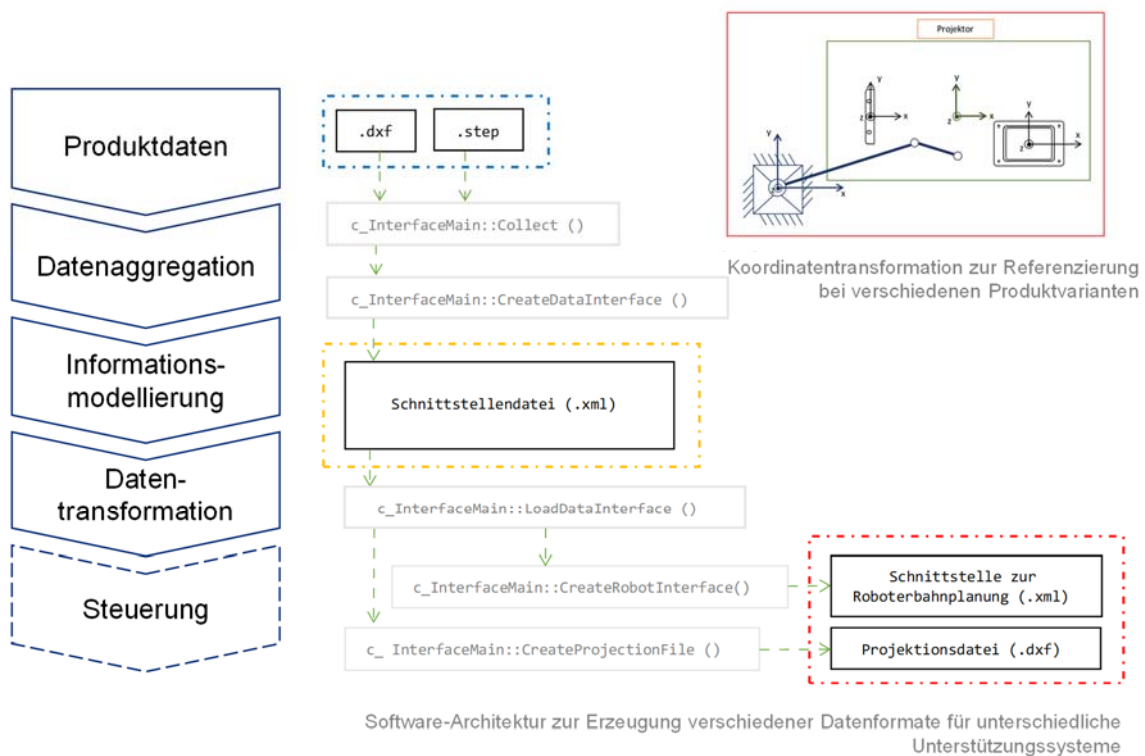 Produktdaten
Datenaggregation
Informations-
modellierung
Daten-
transformation
Steuerung
.dxf
.step
c_InterfaceMain::Collect ()
c_InterfaceMain::CreateDataInterface ()
Schnittstellendatei (.xml)
c_InterfaceMain::LoadDataInterface ()
c_InterfaceMain::CreateRobotInterface()
c_ InterfaceMain::CreateProjectionFile ()
Schnittstelle zur
Roboterbahnplanung (.xml)
Projektionsdatei (.dxf)
Projektor
y
x
z
y
x
z
y
x
z
y
x
z
Koordinatentransformation zur Referenzierung
bei verschiedenen Produktvarianten
Software-Architektur zur Erzeugung verschiedener Datenformate für unterschiedliche
Unterstützungssysteme